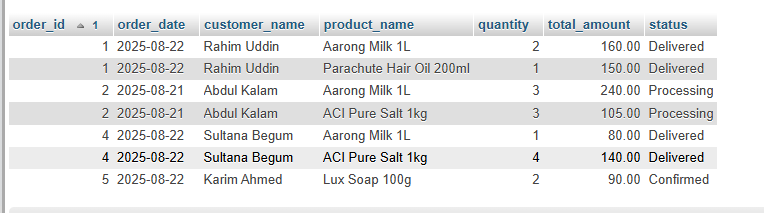 order_id 1 order_date customer_name product_name quantity total_amount status
1 2025-08-22 Rahim Uddin Aarong Milk 1L 2 160.00 Delivered
1 2025-08-22 Rahim Uddin Parachute Hair Oil 200ml 1 150.00 Delivered
2 2025-08-21 Abdul Kalam Aarong Milk 1L 3 240.00 Processing
2 2025-08-21 Abdul Kalam ACI Pure Salt 1kg 3 105.00 Processing
4 2025-08-22 Sultana Begum Aarong Milk 1L 1 80.00 Delivered
4 2025-08-22 Sultana Begum ACI Pure Salt 1kg 4 140.00 Delivered
5 2025-08-22 Karim Ahmed Lux Soap 100g 2 90.00 Confirmed